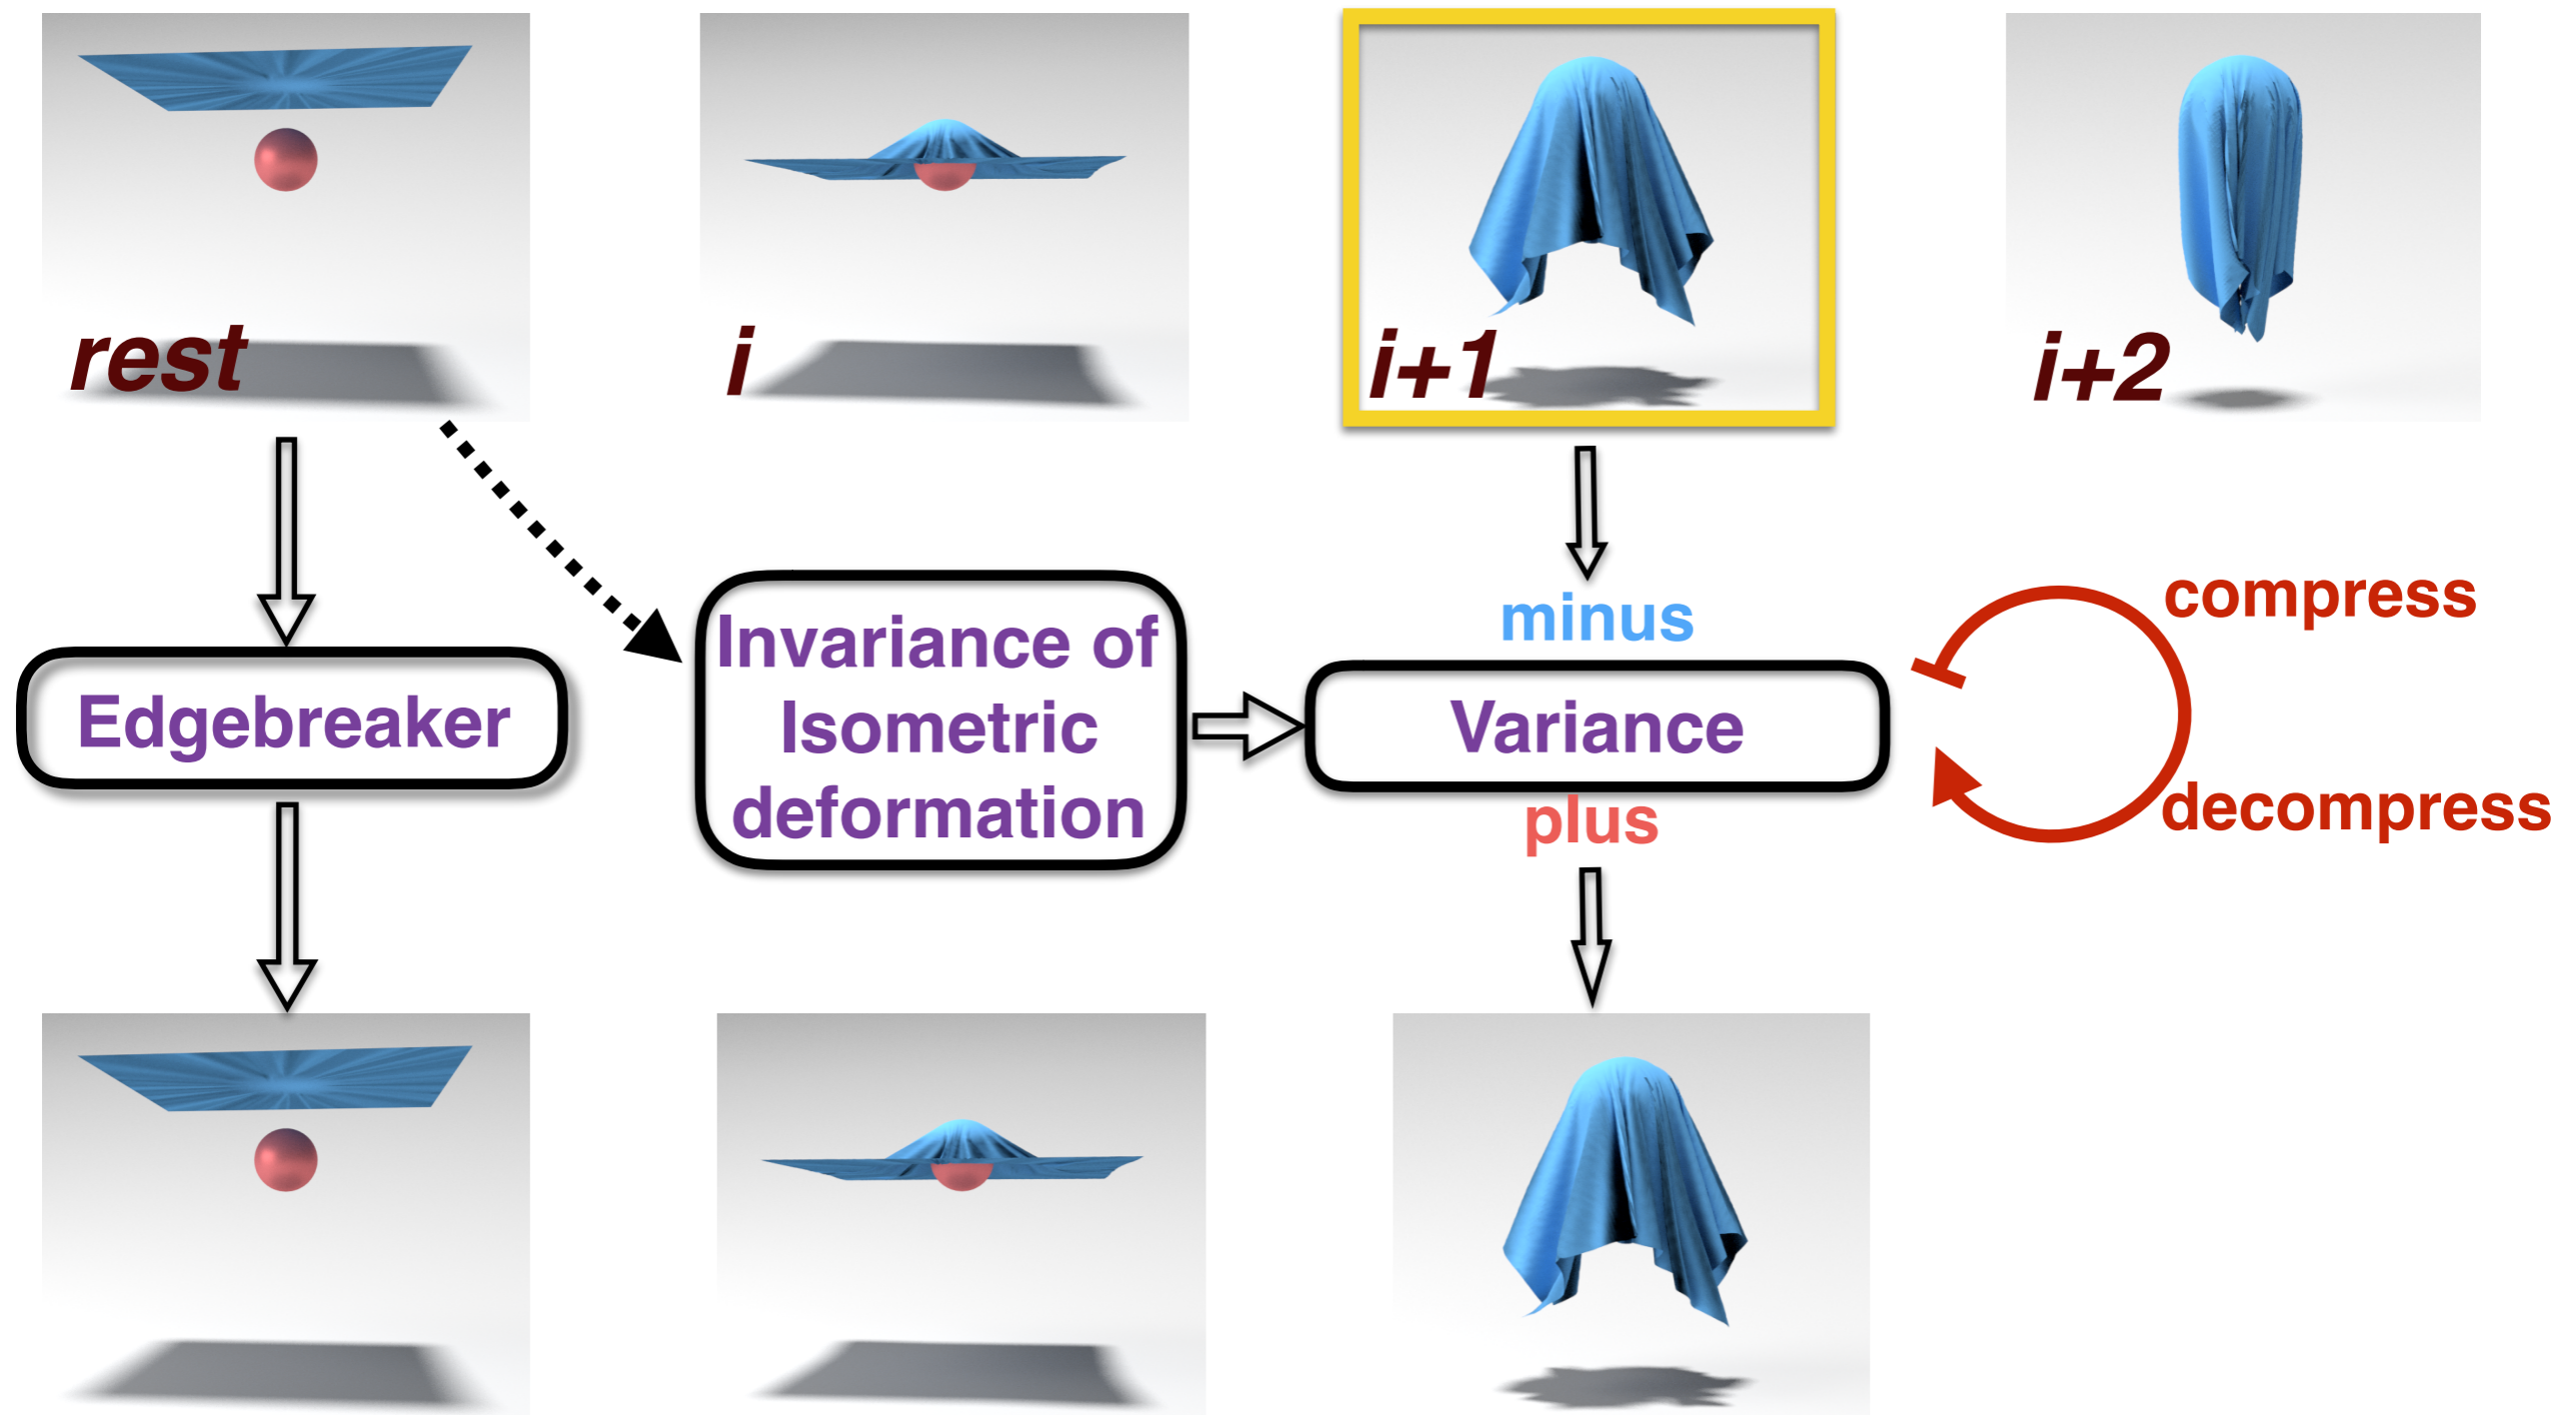 rest
i
i+1
i+2
Edgebreaker
Invariance of
Isometric
deformation
minus
Variance
plus
compress
decompress